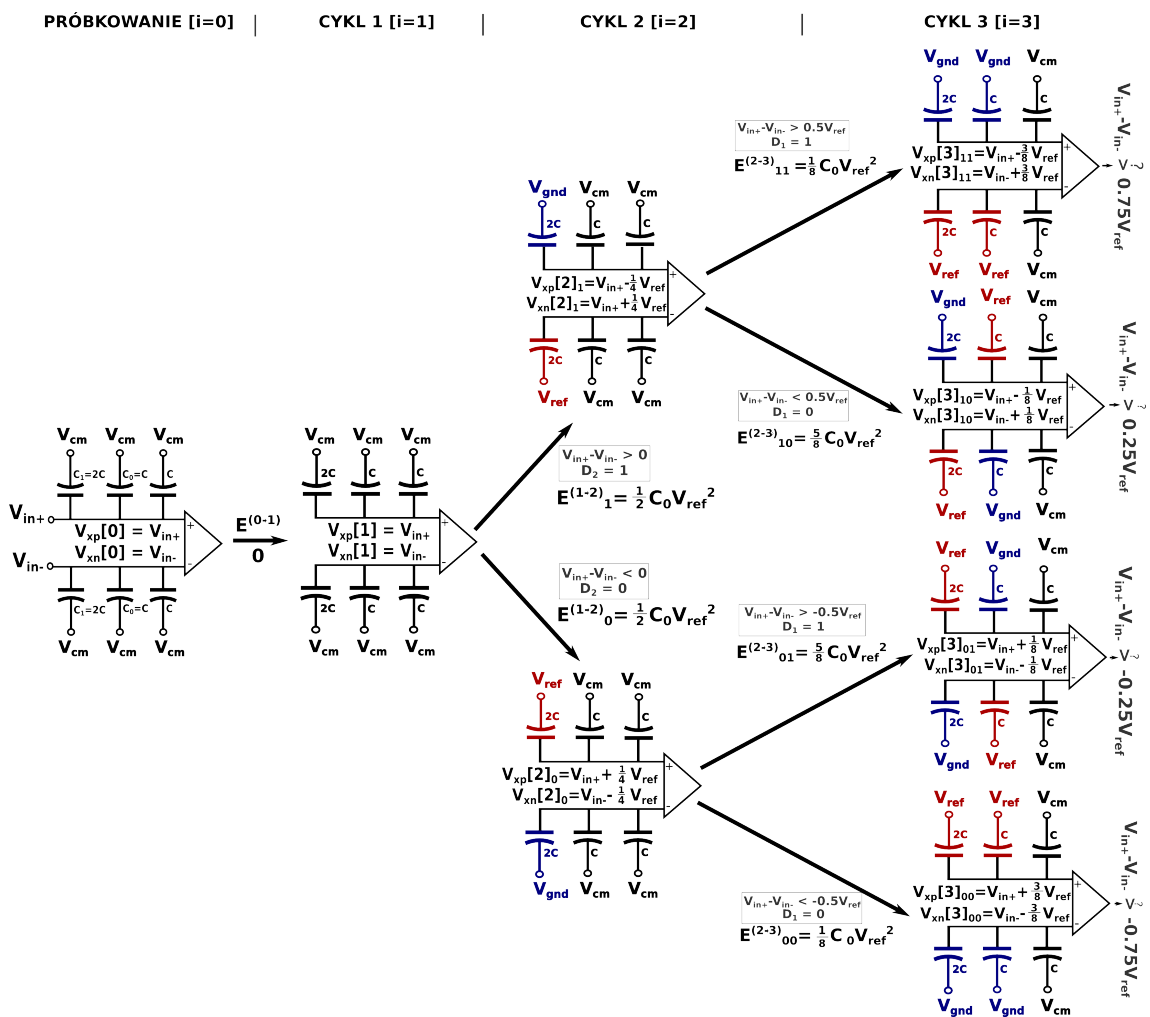 PRÓBKOWANIE [i=0] | CYKL 1 [i=1] | CYKL 2 [i=2] | CYKL 3 [i=3]
Vcm Vcm Vcm
C1=2C C0=C C
Vin+
Vxp[0] = Vin+
Vxn[0] = Vin-
Vin-
+
-
C1=2C C0=C C
Vcm Vcm Vcm
E(0-1)
0
Vcm Vcm Vcm
2C C C
Vxp[1] = Vin+
Vxn[1] = Vin-
+
-
2C C C
Vcm Vcm Vcm
Vgnd Vcm Vcm
2C C C
Vxp[2]1=Vin+-1/4 Vref
Vxn[2]1=Vin++1/4 Vref
+
-
2C C C
Vref Vcm Vcm
Vin+-Vin- > 0
D2 = 1
E(1-2)1= 1/2 C0Vref2
Vin+-Vin- < 0
D2 = 0
E(1-2)0= 1/2 C0Vref2
Vref Vcm Vcm
2C C C
Vxp[2]0=Vin++ 1/4 Vref
Vxn[2]0=Vin-- 1/4 Vref
+
-
2C C C
Vgnd Vcm Vcm
Vin+-Vin- > 0.5Vref
D1 = 1
E(2-3)11=1/8 C0Vref2
Vin+-Vin- < 0.5Vref
D1 = 0
E(2-3)10= 5/8 C0Vref2
Vin+-Vin- > -0.5Vref
D1 = 1
E(2-3)01= 5/8 C0Vref2
Vin+-Vin- < -0.5Vref
D1 = 0
E(2-3)00= 1/8 C0Vref2
Vgnd Vgnd Vcm
2C C C
Vxp[3]11=Vin+-3/8 Vref
Vxn[3]11=Vin-+3/8 Vref
+
-
2C C C
Vref Vref Vcm
Vin+-Vin- >? 0.75Vref
Vgnd Vref Vcm
2C C C
Vxp[3]10=Vin+- 1/8 Vref
Vxn[3]10=Vin-+ 1/8 Vref
+
-
2C C C
Vref Vgnd Vcm
Vin+-Vin- >? 0.25Vref
Vref Vgnd Vcm
2C C C
Vxp[3]01=Vin++ 1/8 Vref
Vxn[3]01=Vin-- 1/8 Vref
+
-
2C C C
Vgnd Vref Vcm
Vin+-Vin- >? -0.25Vref
Vref Vref Vcm
2C C C
Vxp[3]00=Vin++ 3/8 Vref
Vxn[3]00=Vin-- 3/8 Vref
+
-
2C C C
Vgnd Vgnd Vcm
Vin+-Vin- >? -0.75Vref